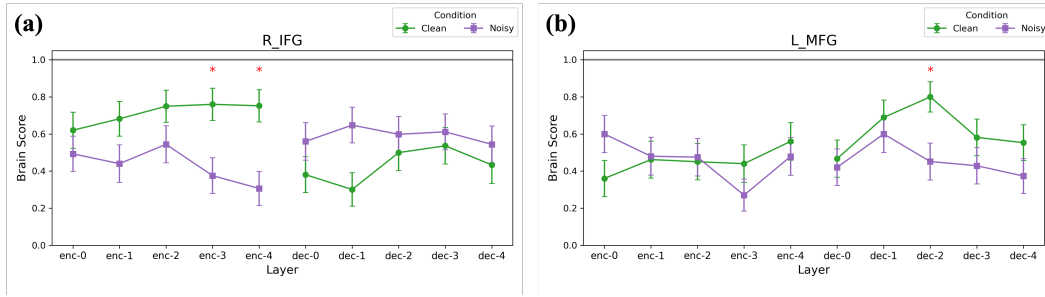 (a)
Condition
Clean Noisy
R_IFG
1.0
0.8
0.6
0.4
0.2
0.0
Brain Score
* *
enc-0 enc-1 enc-2 enc-3 enc-4 dec-0 dec-1 dec-2 dec-3 dec-4
Layer
(b)
Condition
Clean Noisy
L_MFG
1.0
0.8
0.6
0.4
0.2
0.0
Brain Score
*
enc-0 enc-1 enc-2 enc-3 enc-4 dec-0 dec-1 dec-2 dec-3 dec-4
Layer